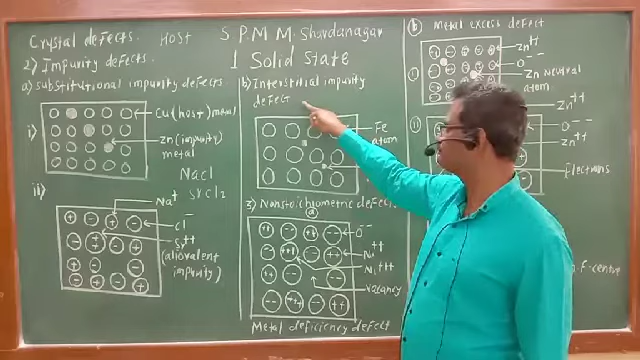 Crystal defects. HOST S P M M. Shavdanagar
2) Impurity defects. 1 Solid State
a) substitutional impurity defects.
i)
Cu (host) metal
Zn (impurity)
metal
NaCl
SrCl2
ii)
Na+
Cl-
Sr++
(aliovalent
impurity)
b) Interstitial impurity
defect
Fe
atom
3) Nonstoichiometric defect
(a)
O--
Ni++
Ni+++
vacancy
Metal deficiency defect
(b) Metal excess defect
i)
Zn++
O--
Zn neutral
atom.
Zn++
ii)
O--
Zn++
Electrons
F-centre